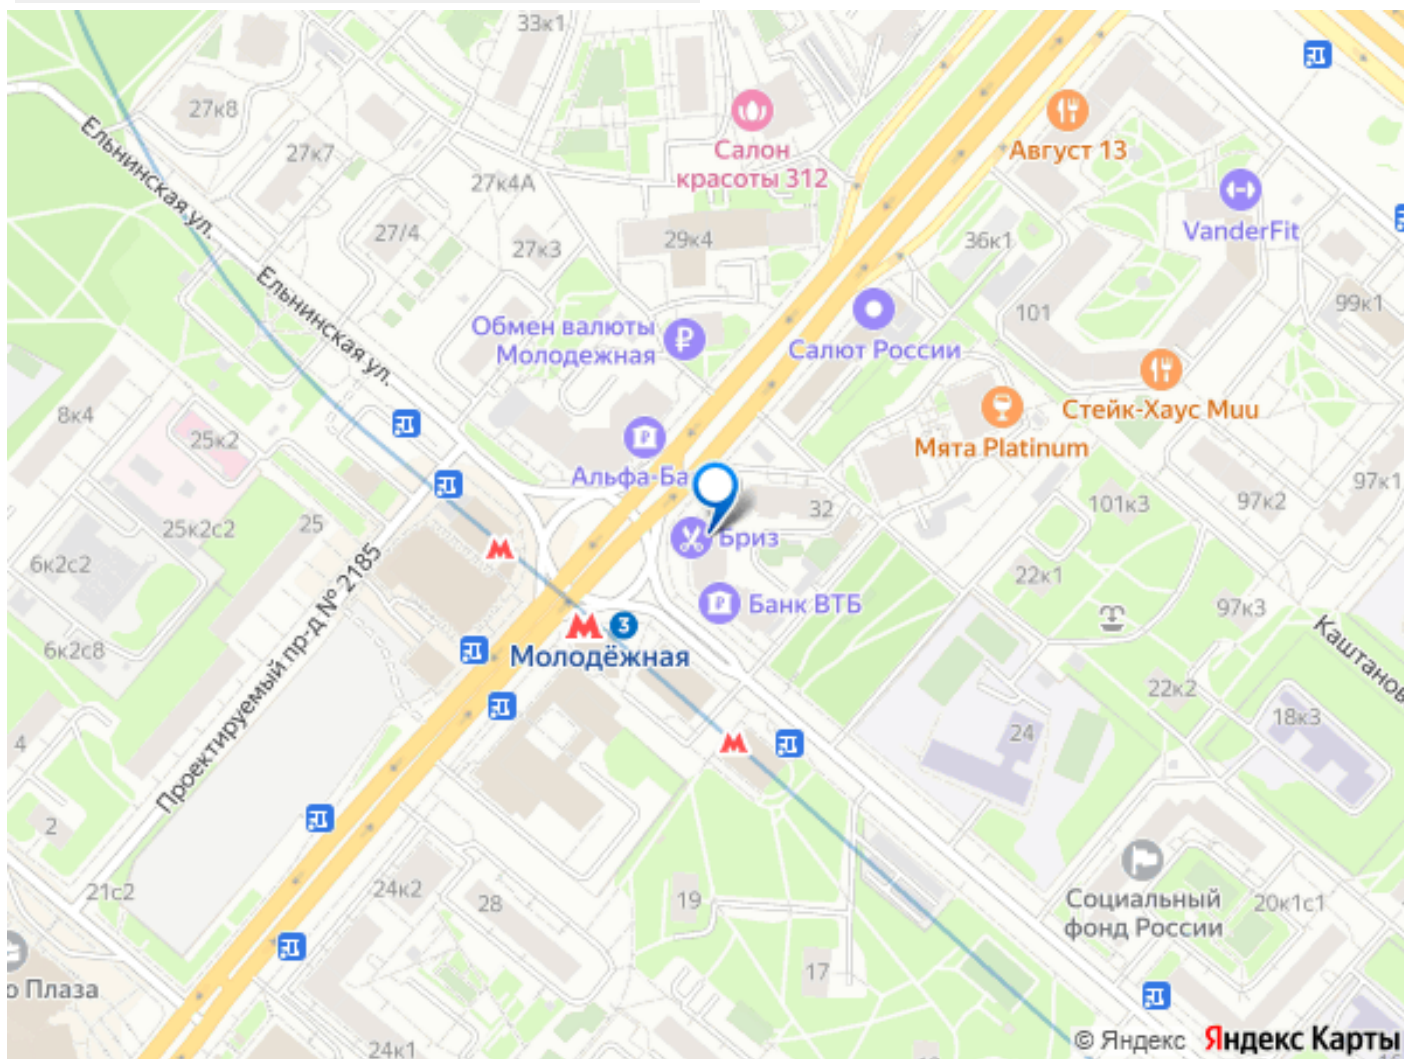 33к1
27к8
Ельнинская ул.
27к7
Салон
красоты 312
Август 13
27к4А
VanderFit
27/4
27к3
29к4
36к1
Ельнинская ул.
99к1
101
Обмен валюты
Молодежная
₽
Салют России
8к4
25к2
Стейк-Хаус Muu
Мята Platinum
Альфа-Ба
97к1
101к3
97к2
32
25к2с2
25
Бриз
6к2с2
22к1
Проектируемый пр-д № 2185
М
Банк ВТБ
97к3
М
3
Молодёжная
Каштанов
6к2с8
22к2
18к3
4
24
М
2
21с2
24к2
28
19
Социальный
фонд России
20к1с1
17
о Плаза
24к1
© Яндекс Яндекс Карты